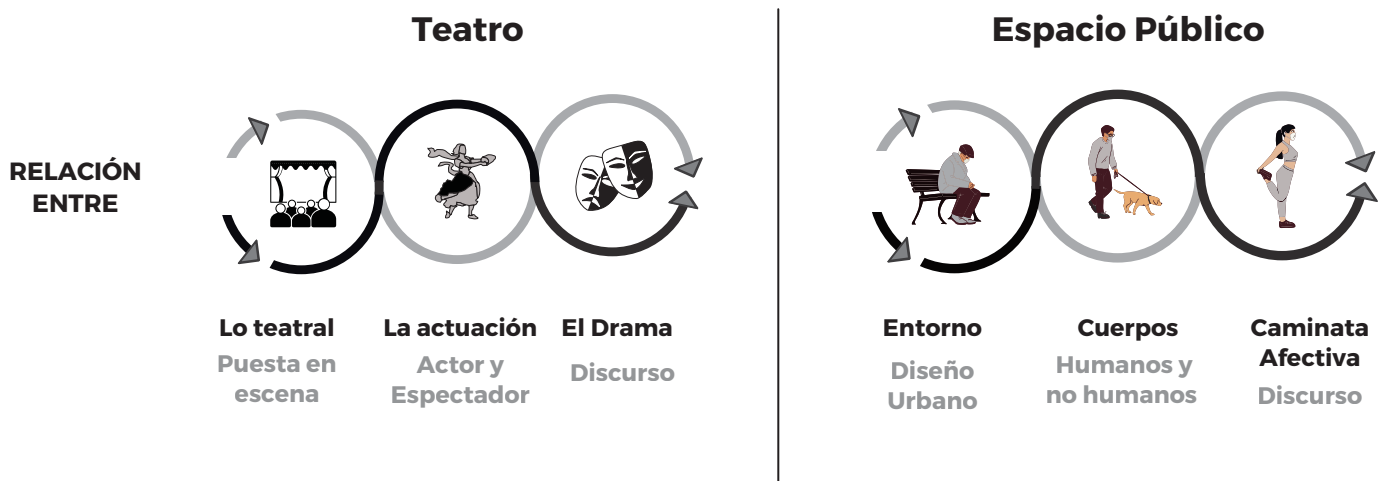 Teatro
Espacio Público
RELACIÓN
ENTRE
Lo teatral
Puesta en
escena
La actuación
Actor y
Espectador
El Drama
Discurso
Entorno
Diseño
Urbano
Cuerpos
Humanos y
no humanos
Caminata
Afectiva
Discurso